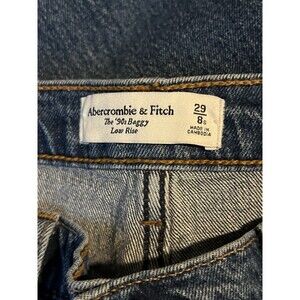 Abercrombie & Fitch
The '90s Baggy
Low Rise
29
8s
MADE IN
CAMBODIA